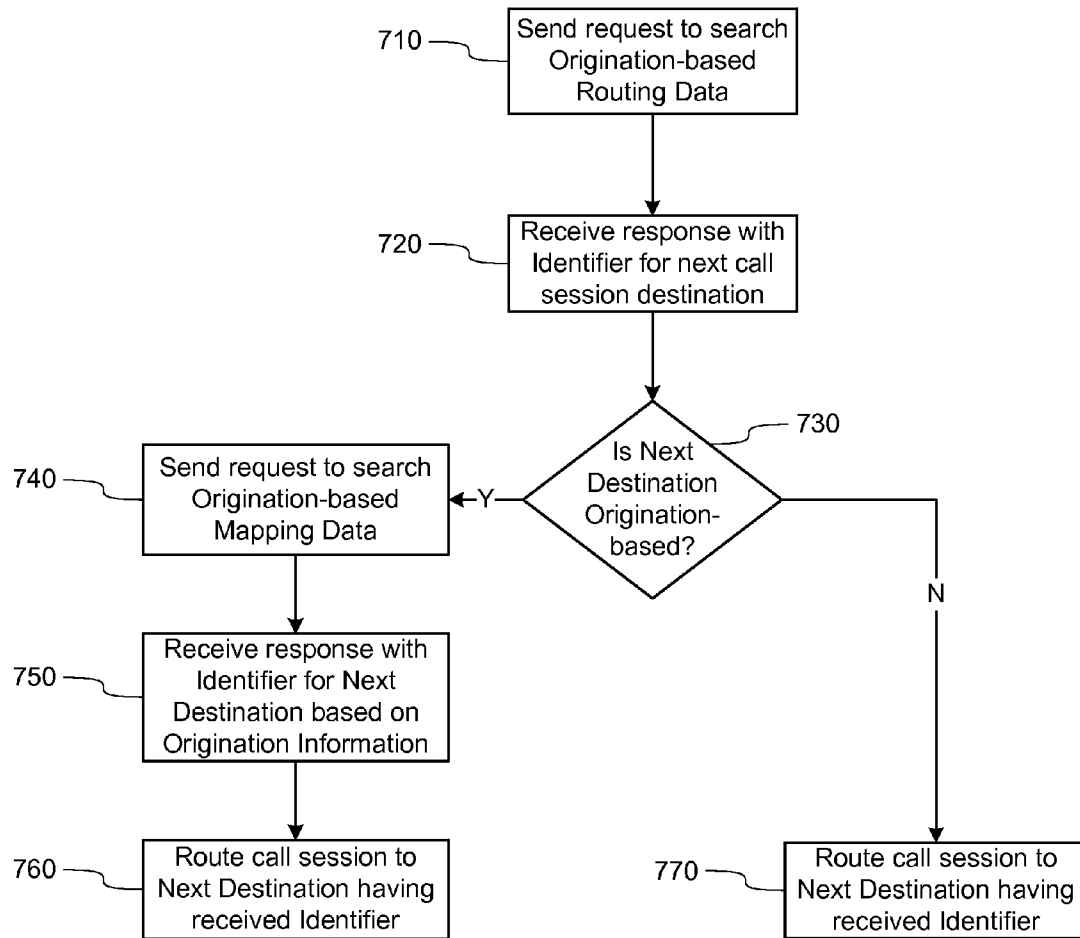 710
Send request to search
Origination-based
Routing Data
720
Receive response with
Identifier for next call
session destination
730
Is Next
Destination
Origination-
based?
Y
N
740
Send request to search
Origination-based
Mapping Data
750
Receive response with
Identifier for Next
Destination based on
Origination Information
760
Route call session to
Next Destination having
received Identifier
770
Route call session to
Next Destination having
received Identifier